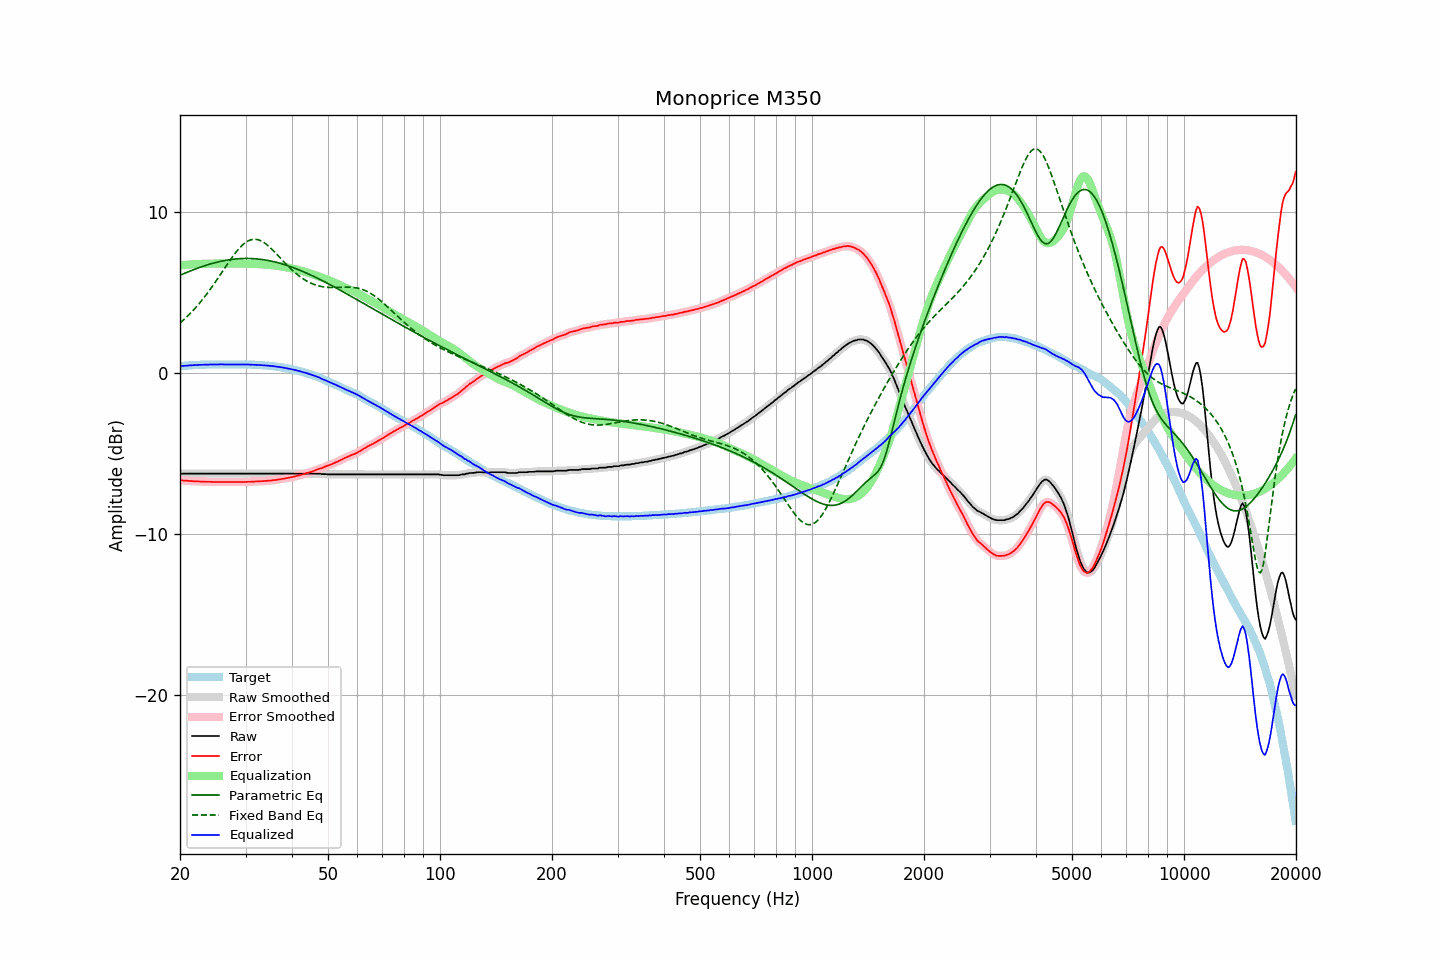 Monoprice M350
Amplitude (dBr)
10
0
−10
−20
Target
Raw Smoothed
Error Smoothed
Raw
Error
Equalization
Parametric Eq
Fixed Band Eq
Equalized
20 50 100 200 500 1000 2000 5000 10000 20000
Frequency (Hz)